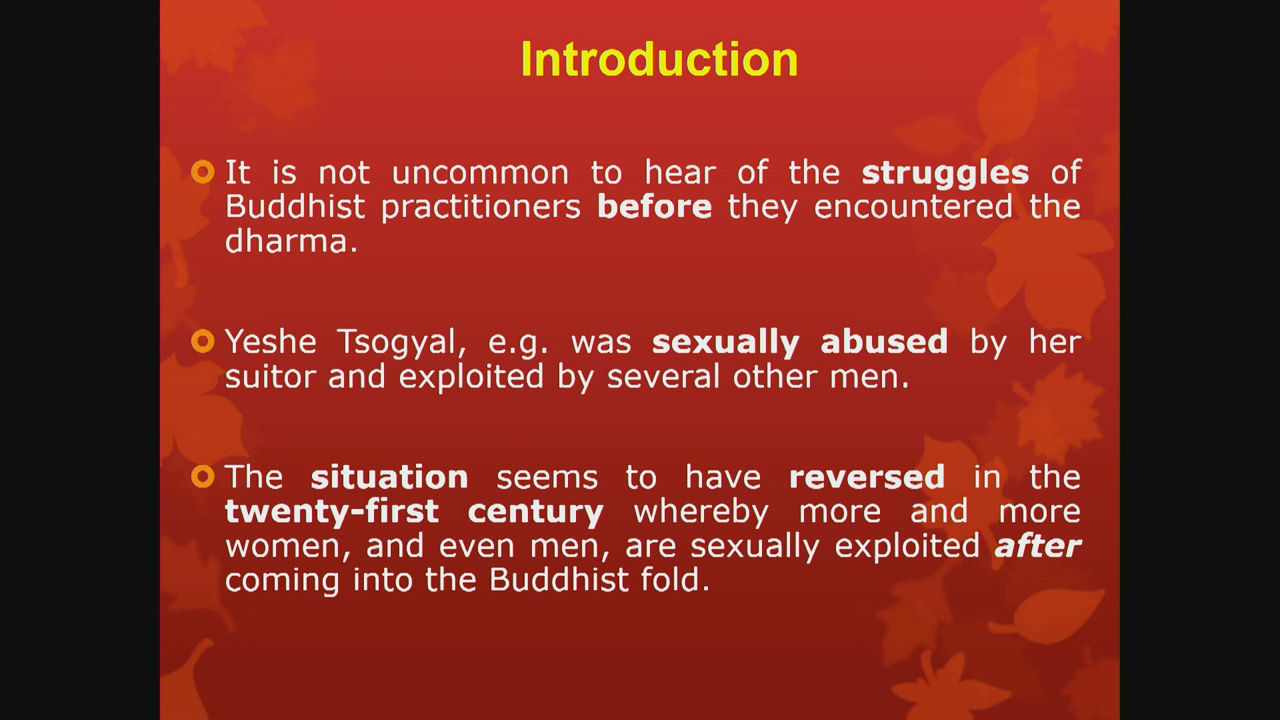 Introduction
It is not uncommon to hear of the struggles of
Buddhist practitioners before they encountered the
dharma.
Yeshe Tsogyal, e.g. was sexually abused by her
suitor and exploited by several other men.
The situation seems to have reversed in the
twenty-first century whereby more and more
women, and even men, are sexually exploited after
coming into the Buddhist fold.